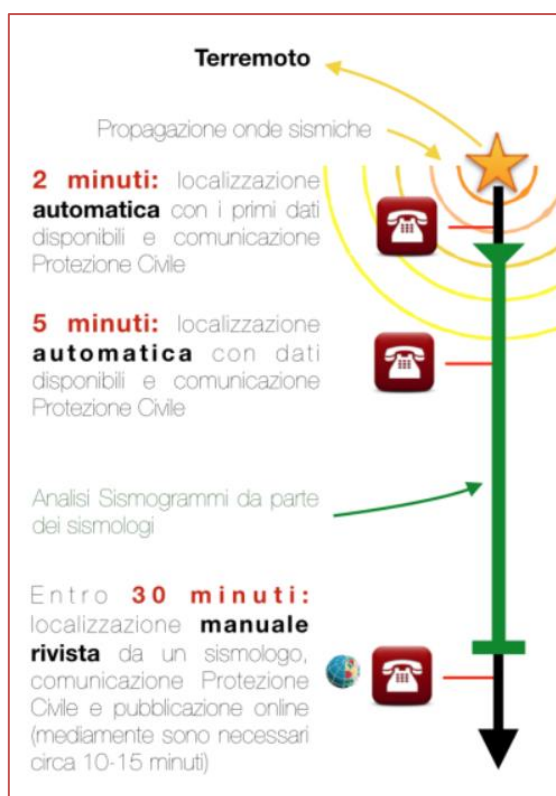 Terremoto
Propagazione onde sismiche
2 minuti: localizzazione
automatica con i primi dati
disponibili e comunicazione
Protezione Civile
5 minuti: localizzazione
automatica con dati
disponibili e comunicazione
Protezione Civile
Analisi Sismogrammi da parte
dei sismologi
Entro 30 minuti:
localizzazione manuale
rivista da un sismologo,
comunicazione Protezione
Civile e pubblicazione online
(mediamente sono necessari
circa 10-15 minuti)